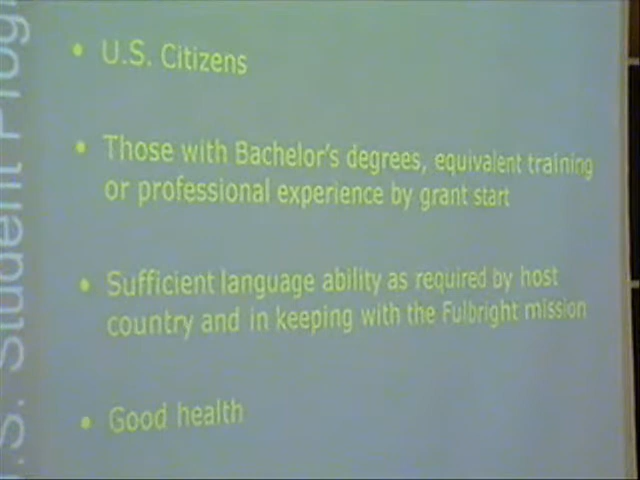 • U.S. Citizens
• Those with Bachelor's degrees, equivalent training
or professional experience by grant start
• Sufficient language ability as required by host
country and in keeping with the Fulbright mission
• Good health
.S. Student Prog